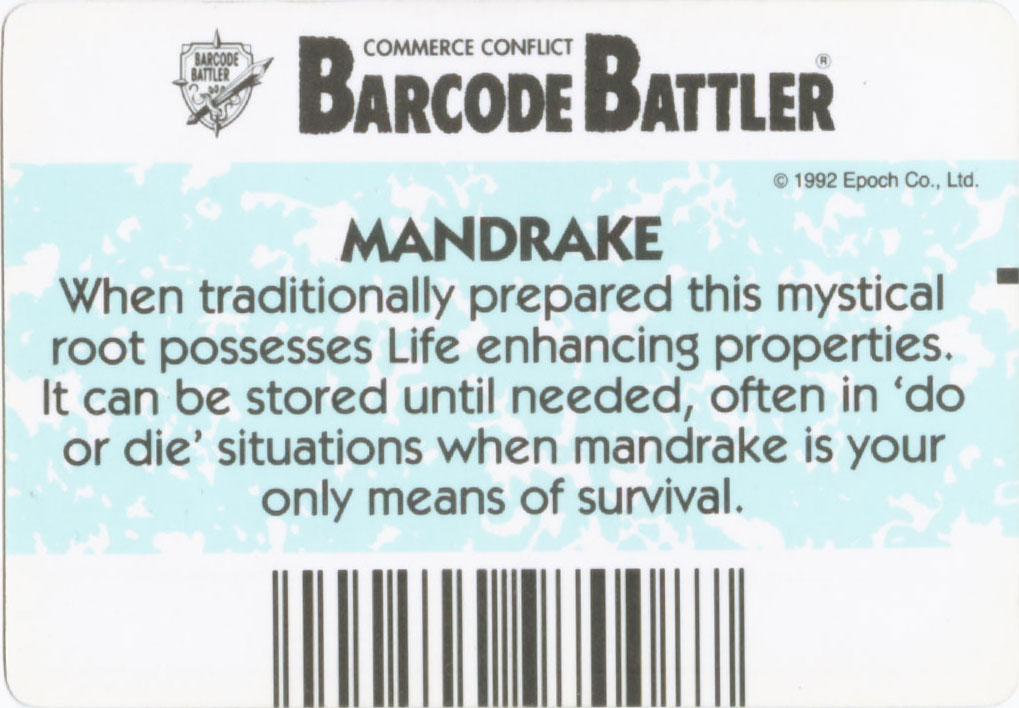 BARCODE
BATTLER
COMMERCE CONFLICT
BARCODE BATTLER®
© 1992 Epoch Co., Ltd.
MANDRAKE
When traditionally prepared this mystical
root possesses Life enhancing properties.
It can be stored until needed, often in ‘do
or die’ situations when mandrake is your
only means of survival.